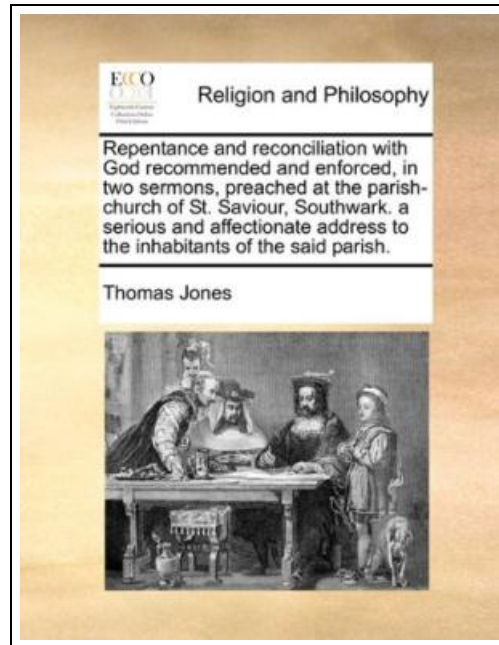 ECCO
Religion and Philosophy
Repentance and reconciliation with
God recommended and enforced, in
two sermons, preached at the parish-
church of St. Saviour, Southwark. a
serious and affectionate address to
the inhabitants of the said parish.
Thomas Jones